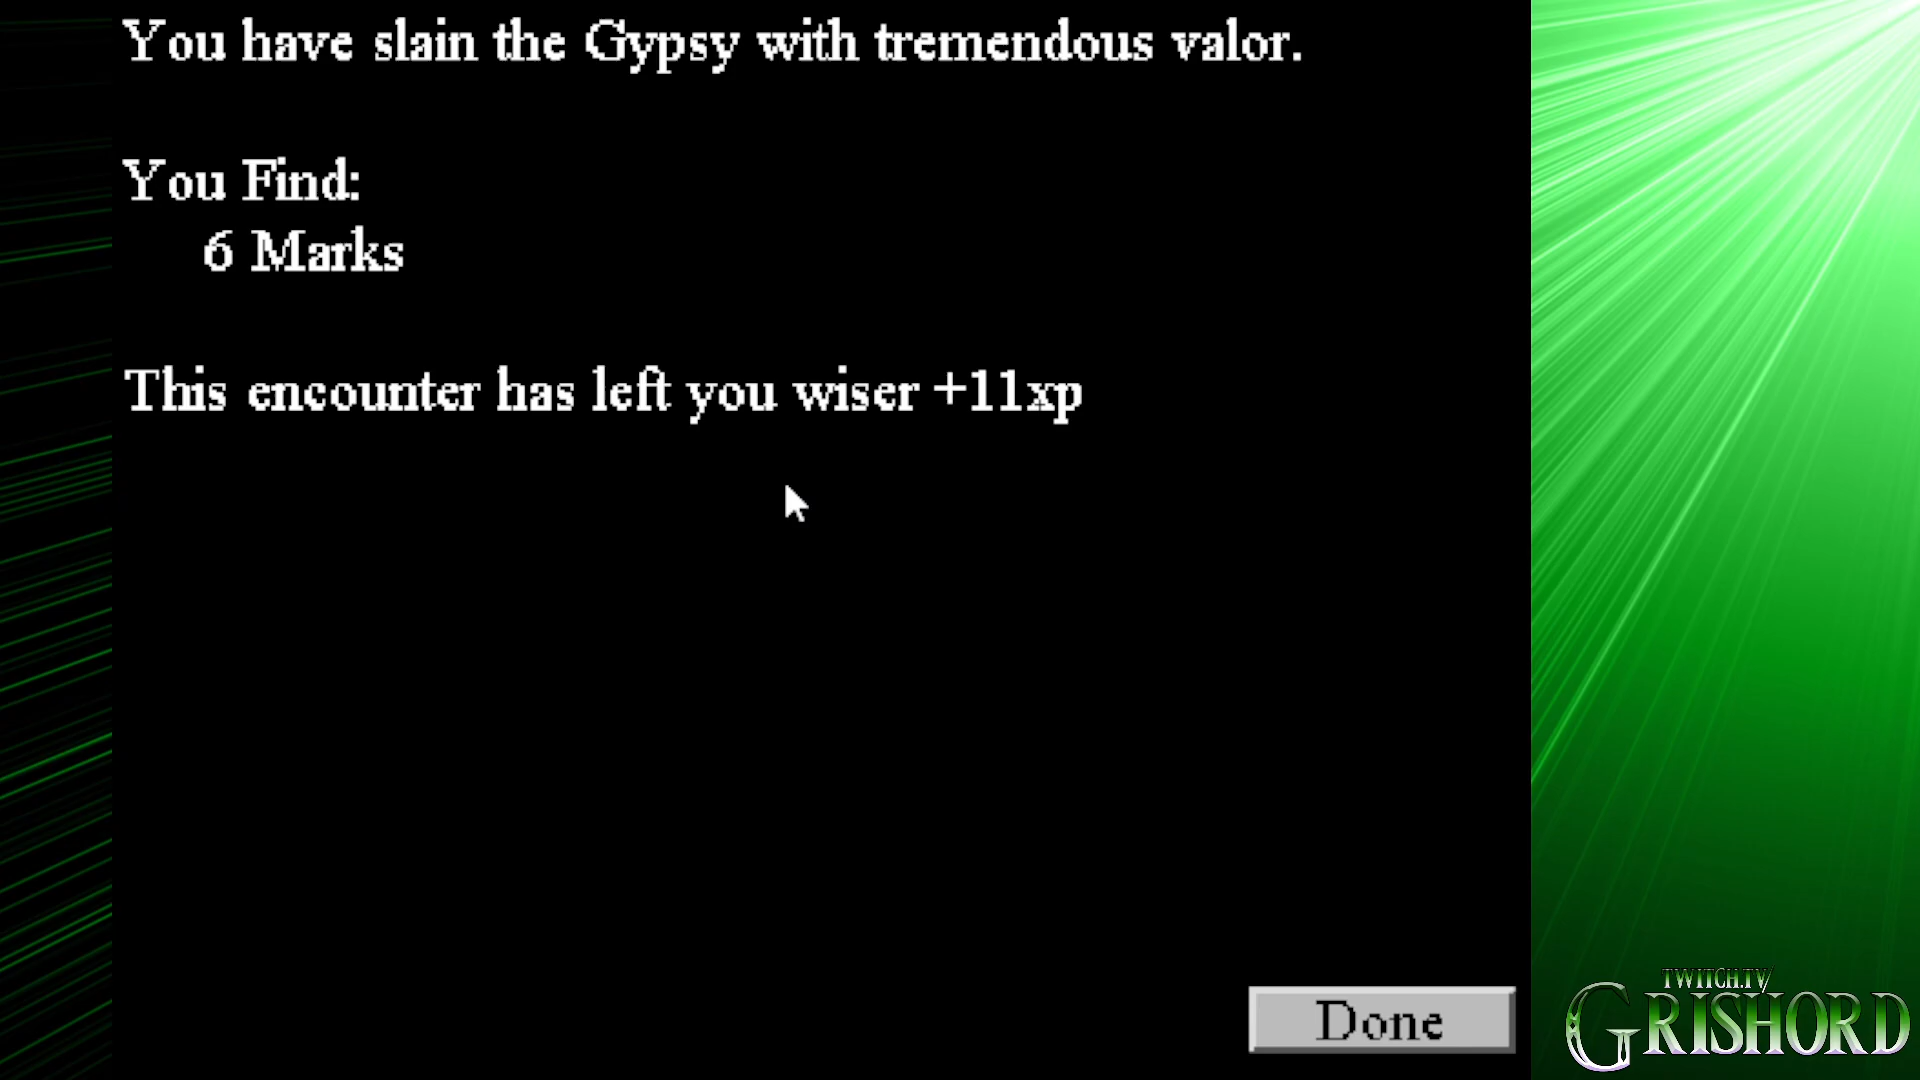 You have slain the Gypsy with tremendous valor.
You Find:
6 Marks
This encounter has left you wiser +11xp
Done
TWITCH.TV/
GRISHORD